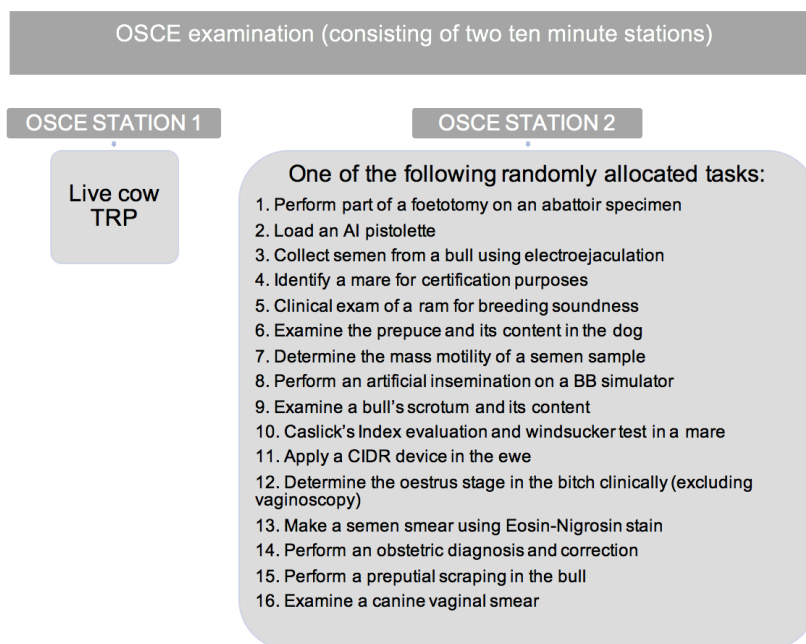 OSCE examination (consisting of two ten minute stations)
OSCE STATION 1
Live cow
TRP
OSCE STATION 2
One of the following randomly allocated tasks:
1. Perform part of a foetotomy on an abattoir specimen
2. Load an AI pistolette
3. Collect semen from a bull using electroejaculation
4. Identify a mare for certification purposes
5. Clinical exam of a ram for breeding soundness
6. Examine the prepuce and its content in the dog
7. Determine the mass motility of a semen sample
8. Perform an artificial insemination on a BB simulator
9. Examine a bull's scrotum and its content
10. Caslick's Index evaluation and windsucker test in a mare
11. Apply a CIDR device in the ewe
12. Determine the oestrus stage in the bitch clinically (excluding
vaginoscopy)
13. Make a semen smear using Eosin-Nigrosin stain
14. Perform an obstetric diagnosis and correction
15. Perform a preputial scraping in the bull
16. Examine a canine vaginal smear